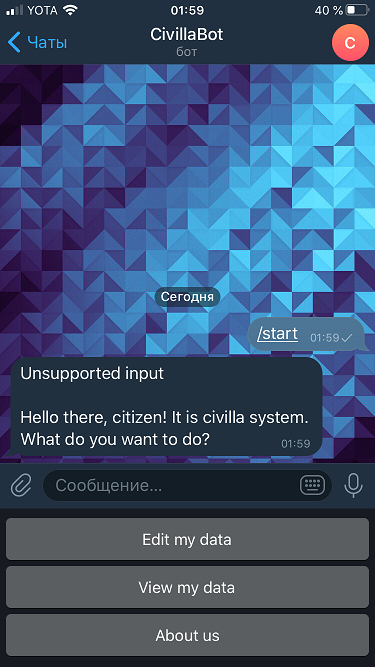 YOTA 01:59 40 %
Чаты
CivillaBot
бот
C
Сегодня
/start 01:59
Unsupported input
Hello there, citizen! It is civilla system.
What do you want to do?
01:59
Сообщение...
Edit my data
View my data
About us